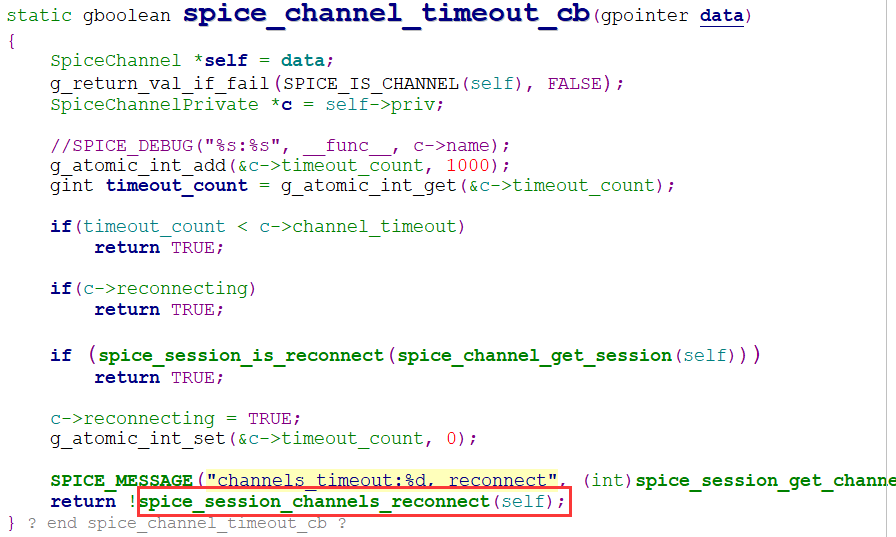 static gboolean spice_channel_timeout_cb(gpointer data)
{
    SpiceChannel *self = data;
    g_return_val_if_fail(SPICE_IS_CHANNEL(self), FALSE);
    SpiceChannelPrivate *c = self->priv;
    //SPICE_DEBUG("%s:%s", __func__, c->name);
    g_atomic_int_add(&c->timeout_count, 1000);
    gint timeout_count = g_atomic_int_get(&c->timeout_count);
    if(timeout_count < c->channel_timeout)
        return TRUE;
    if(c->reconnecting)
        return TRUE;
    if (spice_session_is_reconnect(spice_channel_get_session(self)))
        return TRUE;
    c->reconnecting = TRUE;
    g_atomic_int_set(&c->timeout_count, 0);
    SPICE_MESSAGE("channels_timeout:%d, reconnect", (int)spice_session_get_channe
    return !spice_session_channels_reconnect(self);
} ? end spice_channel_timeout_cb ?